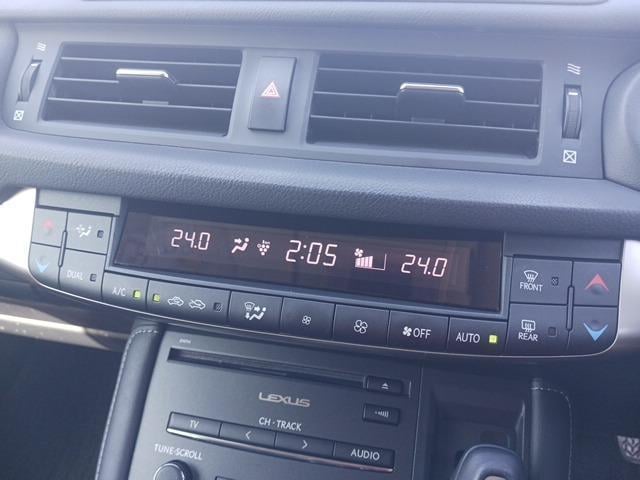 24.0 2:05 24.0
FRONT
DUAL
A/C
OFF
AUTO
REAR
LEXUS
CH · TRACK
TV
AUDIO
TUNE·SCROLL